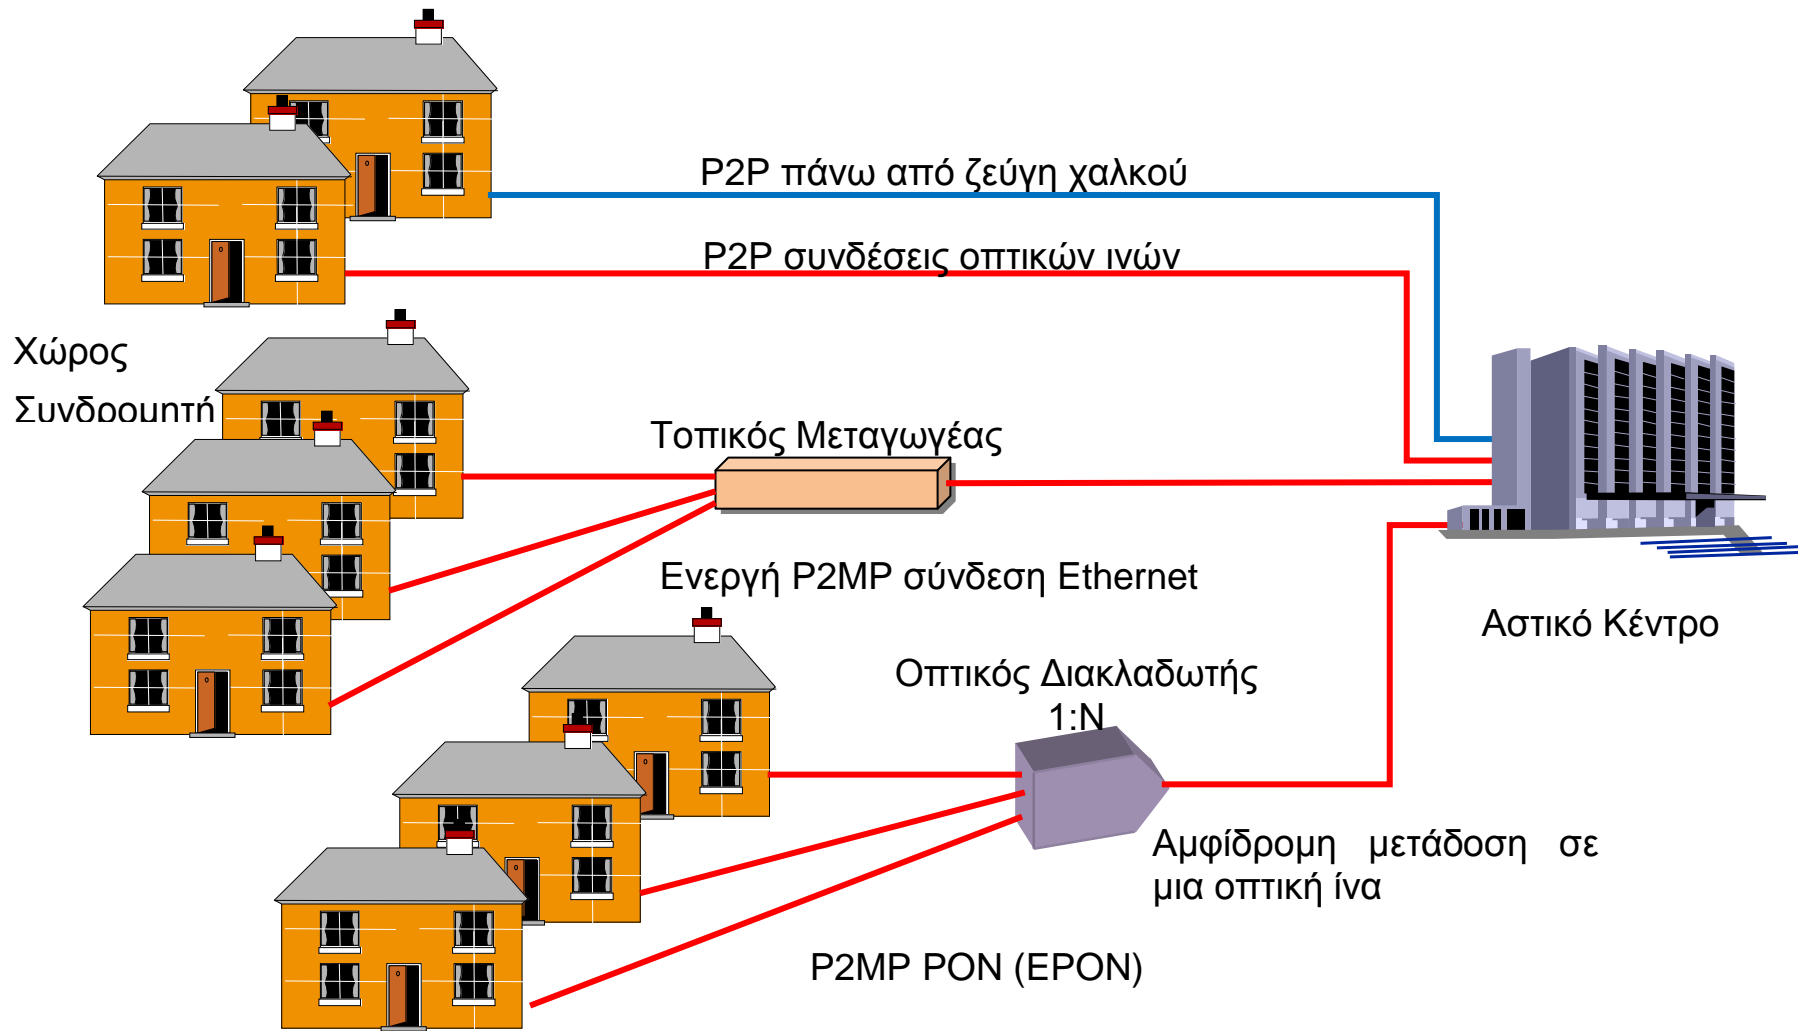 P2P πάνω από ζεύγη χαλκού
P2P συνδέσεις οπτικών ινών
Χώρος
Συνδρομητή
Τοπικός Μεταγωγέας
Ενεργή P2MP σύνδεση Ethernet
Αστικό Κέντρο
Οπτικός Διακλαδωτής
1:N
Αμφίδρομη μετάδοση σε
μια οπτική ίνα
P2MP PON (EPON)